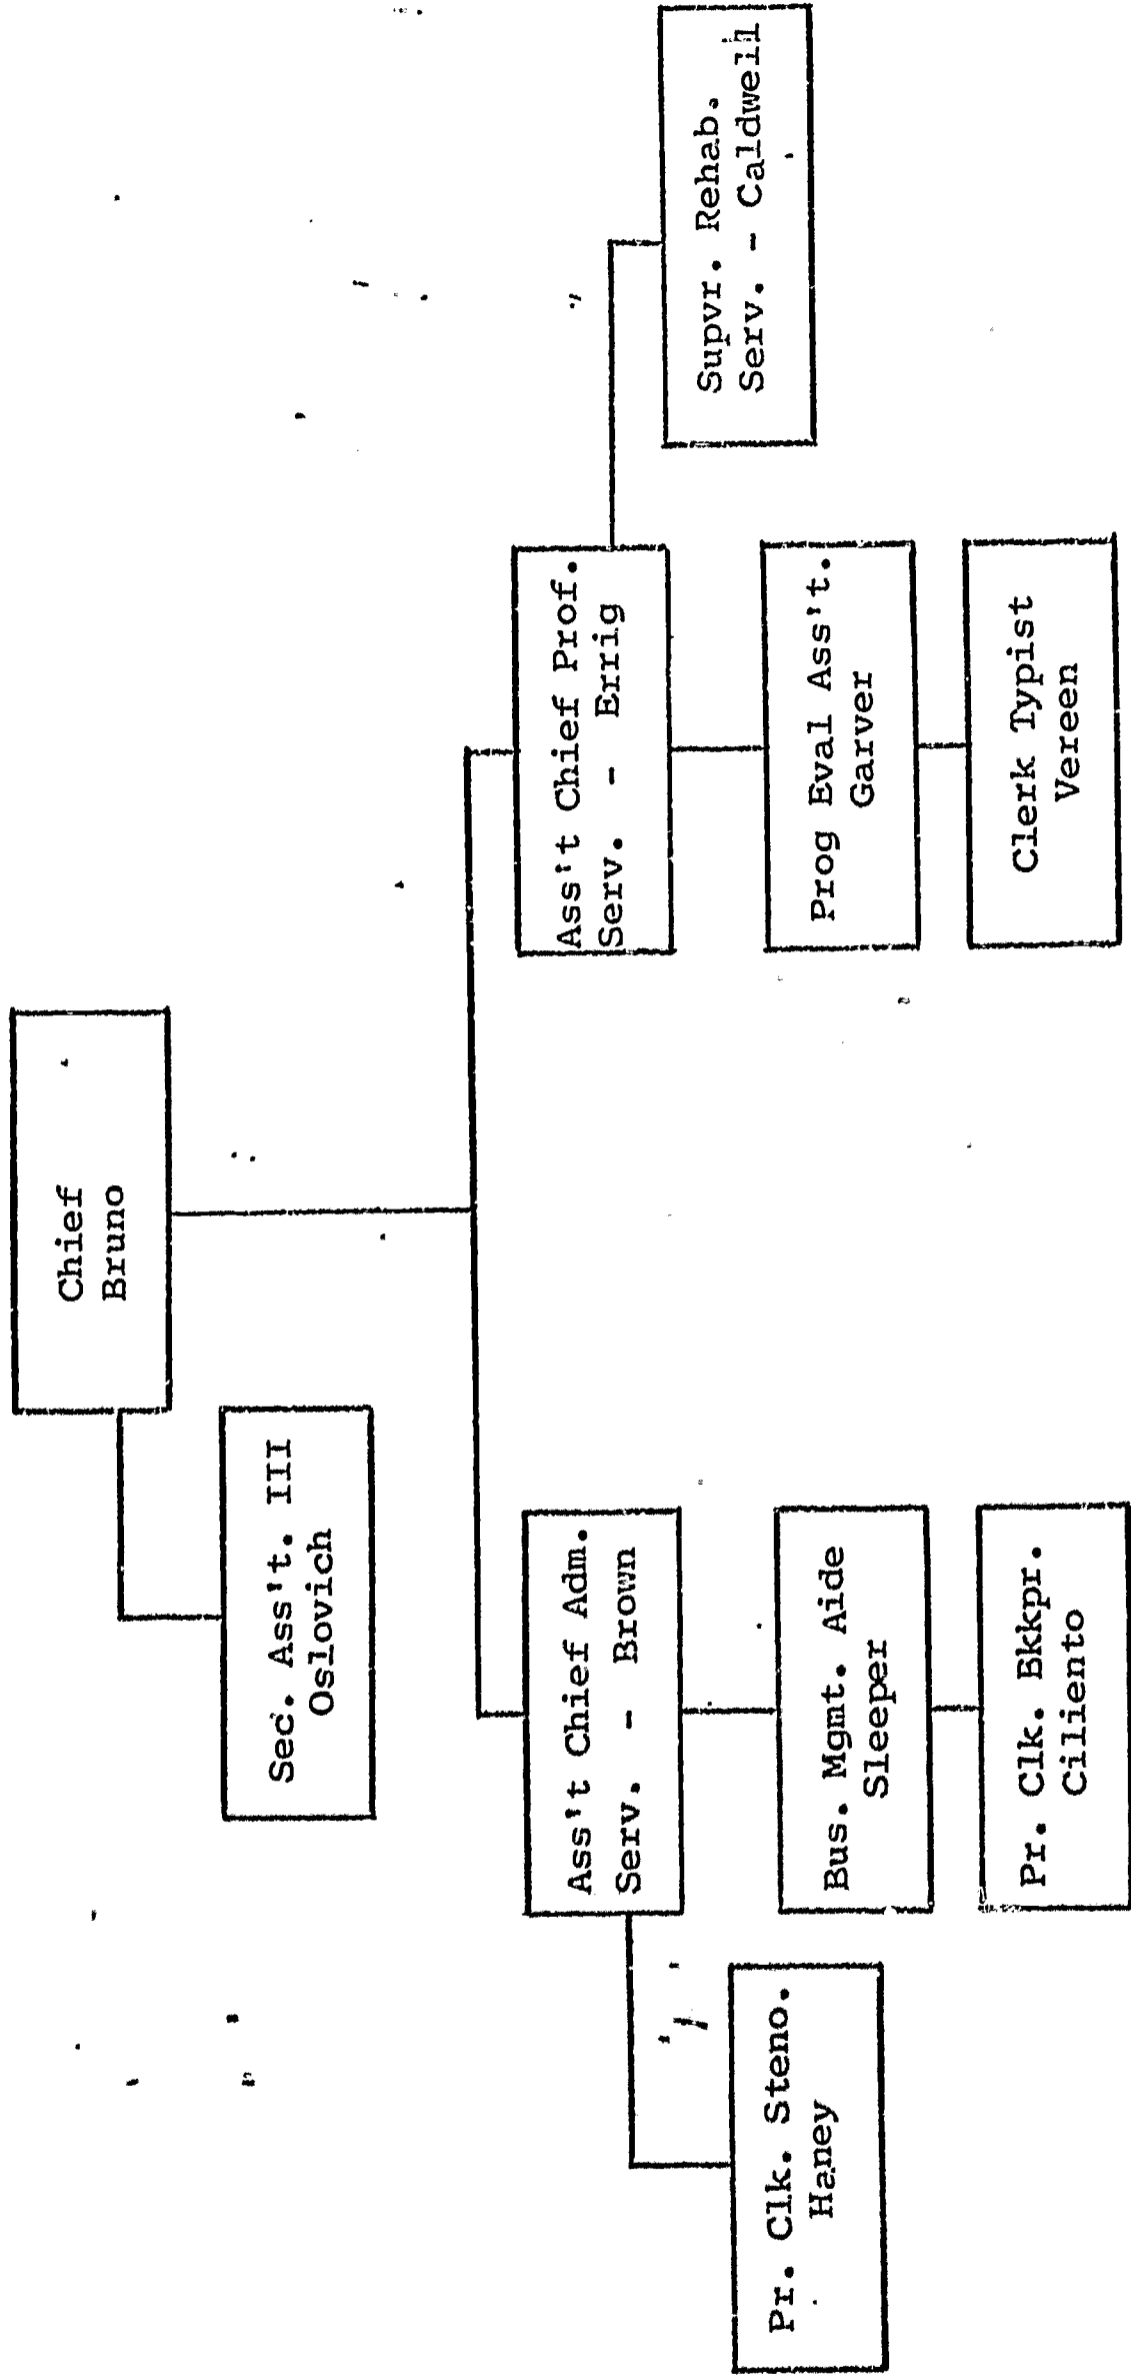 Chief
Bruno
Sec. Ass't. III
Oslovich
Ass't Chief Adm.
Serv. - Brown
Ass't Chief Prof.
Serv. - Errig
Pr. Clk. Steno.
Haney
Bus. Mgmt. Aide
Sleeper
Pr. Clk. Bkkpr.
Ciliento
Prog Eval Ass't.
Garver
Clerk Typist
Vereen
Supvr. Rehab.
Serv. - Caldwell